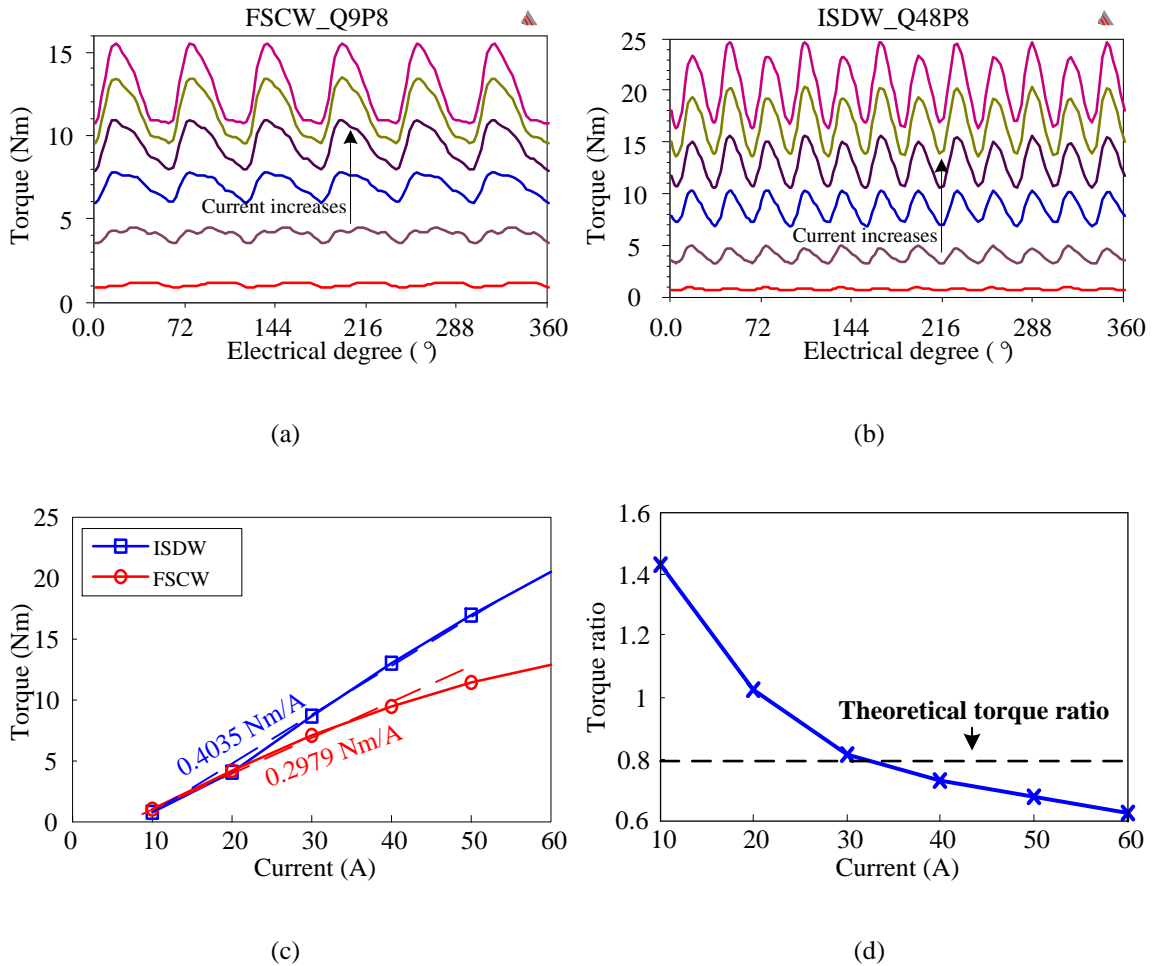 FSCW_Q9P8
Torque (Nm)
15
10
5
0
Current increases
0.0 72 144 216 288 360
Electrical degree ( °)
(a)
ISDW_Q48P8
Torque (Nm)
25
20
15
10
5
0
Current increases
0.0 72 144 216 288 360
Electrical degree ( °)
(b)
Torque (Nm)
25
20
15
10
5
0
ISDW
FSCW
0.4035 Nm/A
0.2979 Nm/A
0 10 20 30 40 50 60
Current (A)
(c)
Torque ratio
1.6
1.4
1.2
1
0.8
0.6
Theoretical torque ratio
10 20 30 40 50 60
Current (A)
(d)